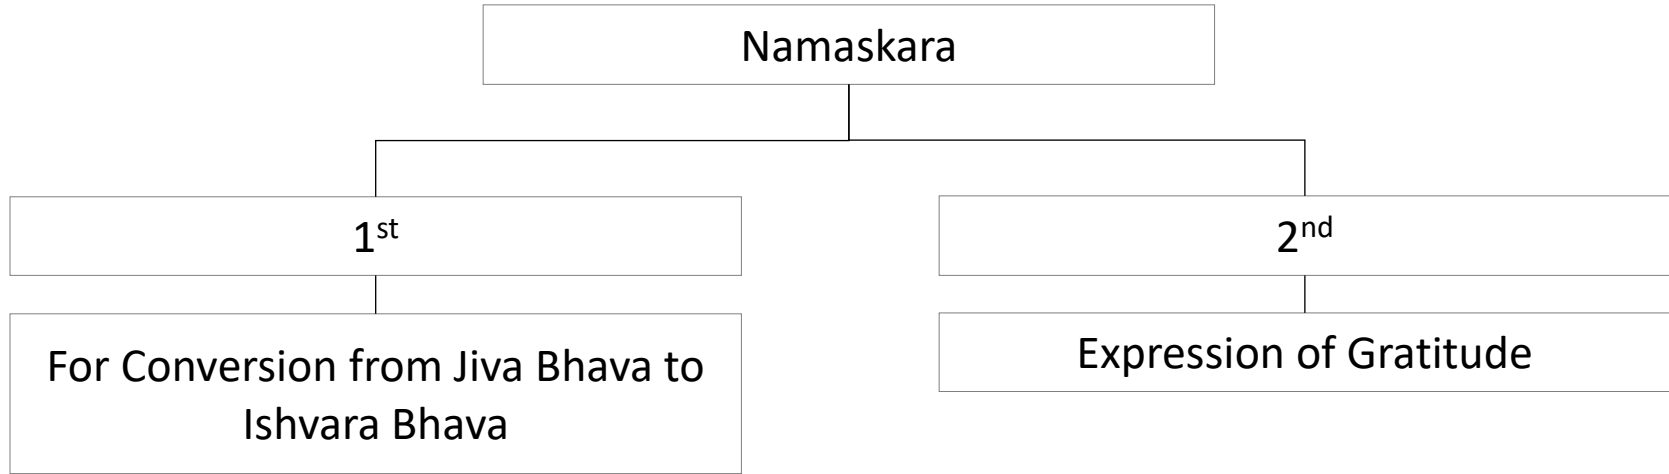 Namaskara
1st
2nd
For Conversion from Jiva Bhava to
Ishvara Bhava
Expression of Gratitude